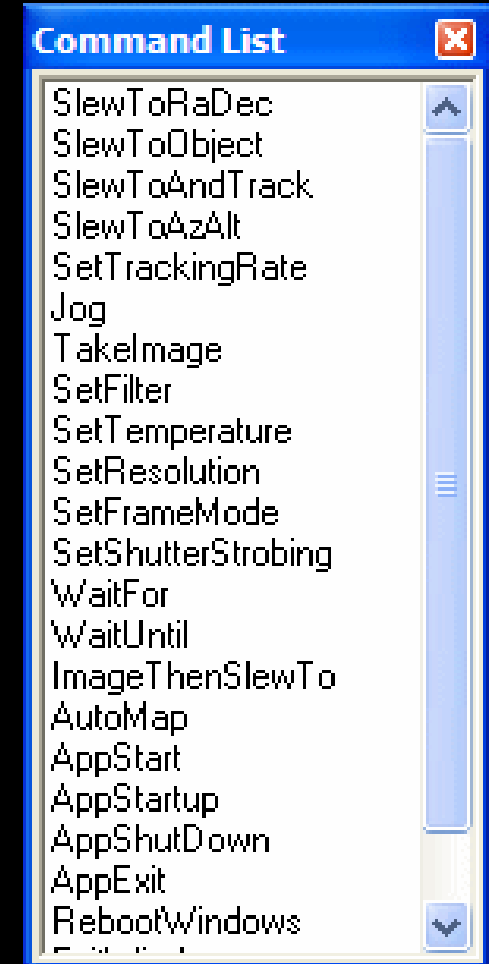 Command List
SlewToRaDec
SlewToObject
SlewToAndTrack
SlewToAzAlt
SetTrackingRate
Jog
TakeImage
SetFilter
SetTemperature
SetResolution
SetFrameMode
SetShutterStrobing
WaitFor
WaitUntil
ImageThenSlewTo
AutoMap
AppStart
AppStartup
AppShutDown
AppExit
RebootWindows